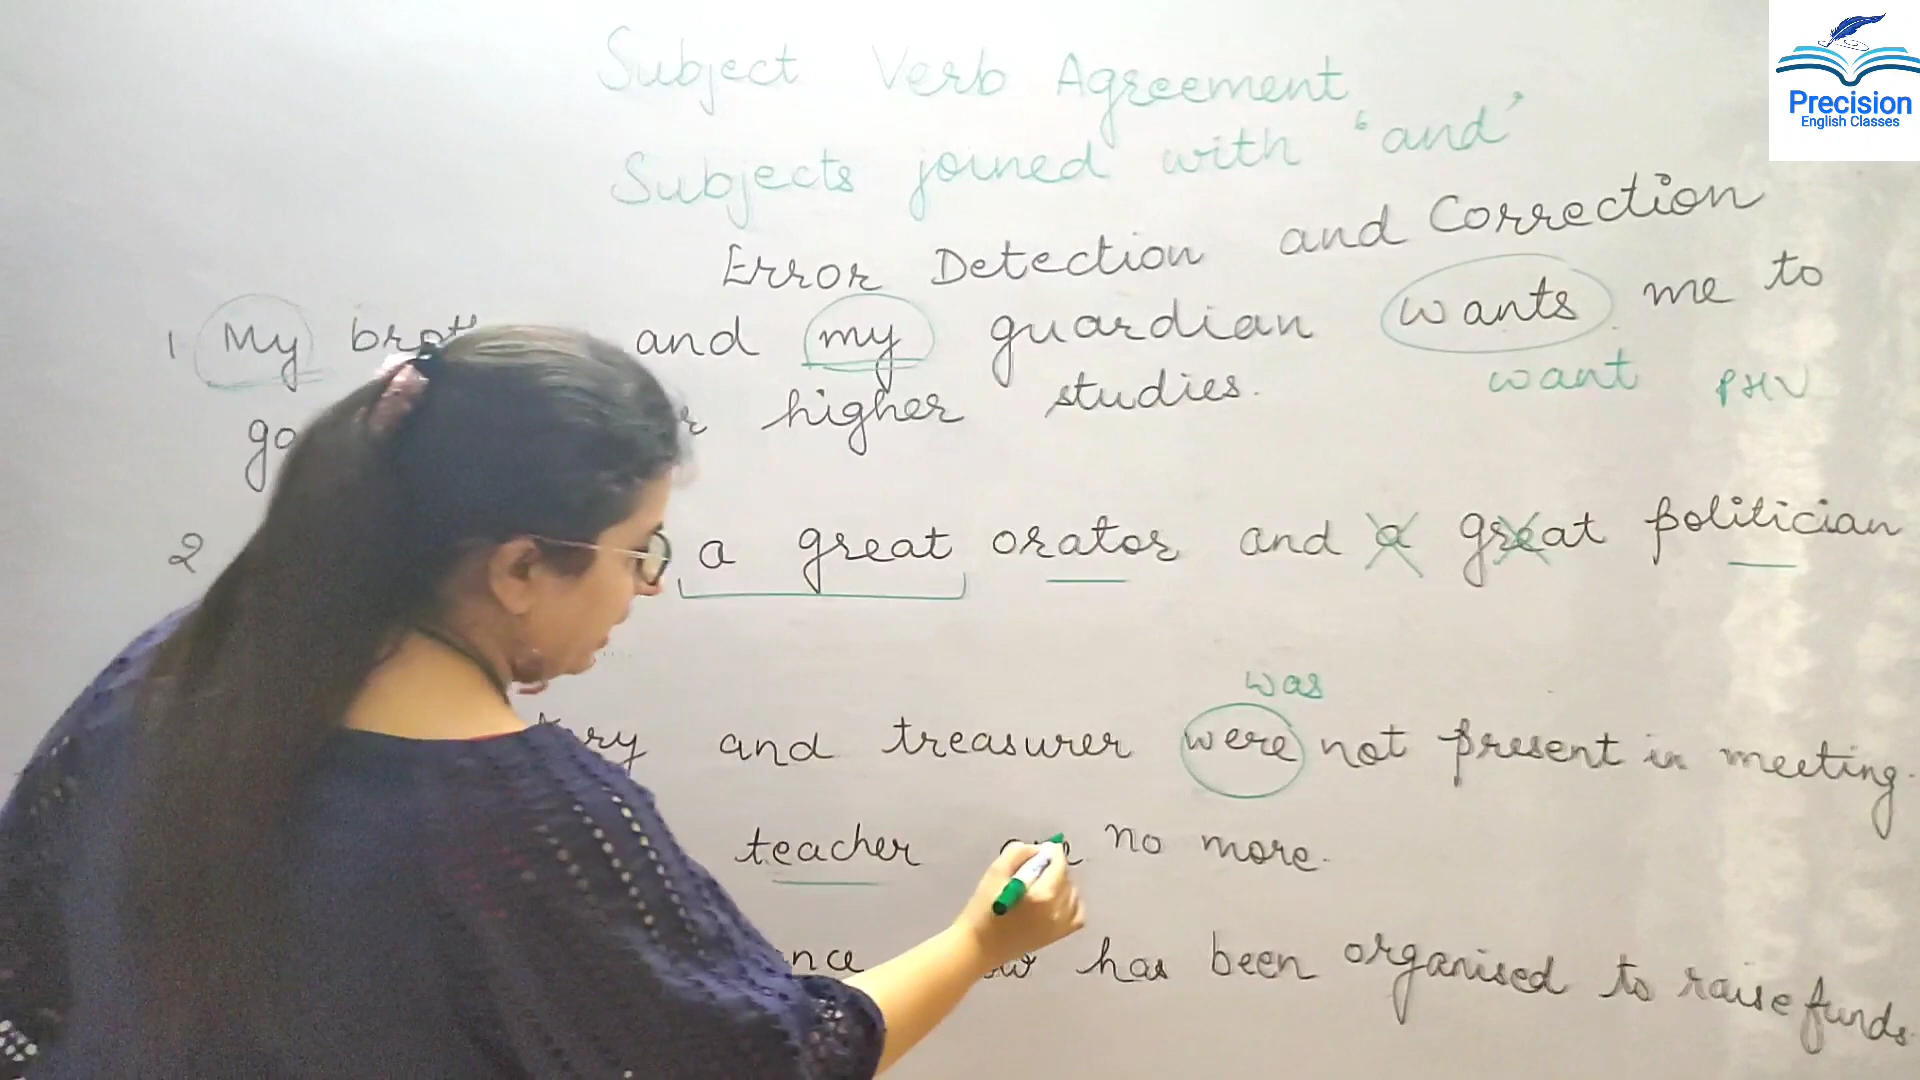 Precision
English Classes
Subject Verb Agreement
Subjects joined with 'and'
Error Detection and Correction
1 My and my guardian wants me to
want PHV
higher studies.
2 a great orator and a great politician
was
and treasurer were not present in meeting.
teacher no more.
has been organised to raise funds